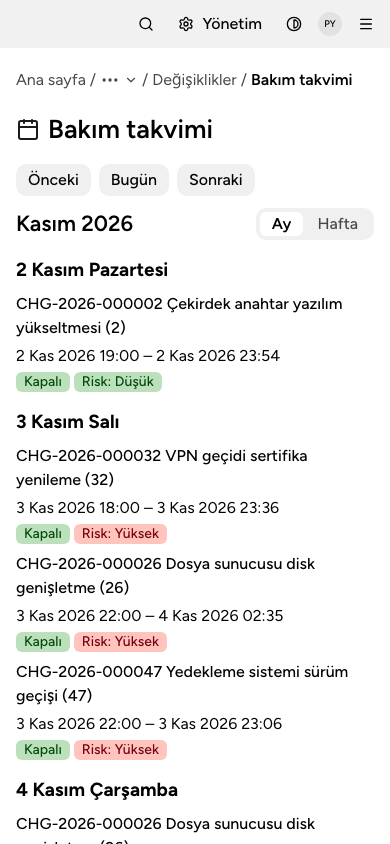 Yönetim
PY
Ana sayfa / ••• / Değişiklikler / Bakım takvimi
Bakım takvimi
Önceki Bugün Sonraki
Kasım 2026 Ay Hafta
2 Kasım Pazartesi
CHG-2026-000002 Çekirdek anahtar yazılım
yükseltmesi (2)
2 Kas 2026 19:00 – 2 Kas 2026 23:54
Kapalı Risk: Düşük
3 Kasım Salı
CHG-2026-000032 VPN geçidi sertifika
yenileme (32)
3 Kas 2026 18:00 – 3 Kas 2026 23:36
Kapalı Risk: Yüksek
CHG-2026-000026 Dosya sunucusu disk
genişletme (26)
3 Kas 2026 22:00 – 4 Kas 2026 02:35
Kapalı Risk: Yüksek
CHG-2026-000047 Yedekleme sistemi sürüm
geçişi (47)
3 Kas 2026 22:00 – 3 Kas 2026 23:06
Kapalı Risk: Yüksek
4 Kasım Çarşamba
CHG-2026-000026 Dosya sunucusu disk